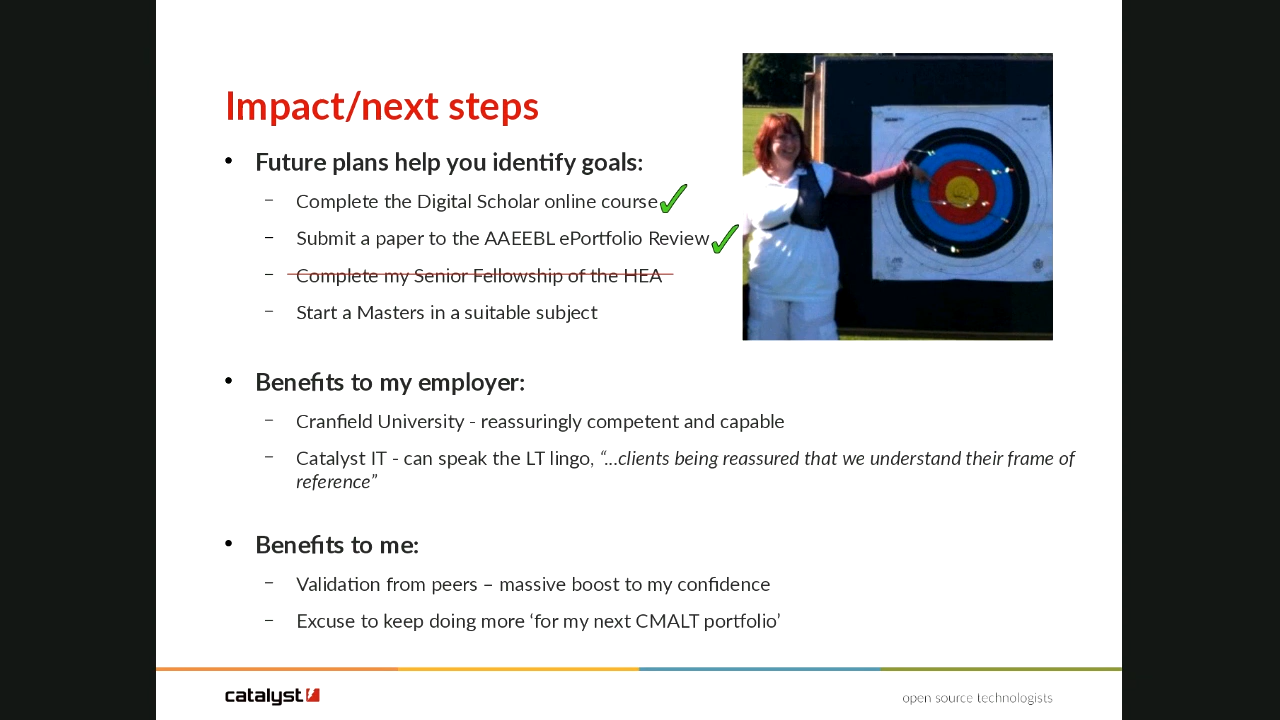 Impact/next steps
• Future plans help you identify goals:
– Complete the Digital Scholar online course
– Submit a paper to the AAEEBL ePortfolio Review
– Complete my Senior Fellowship of the HEA
– Start a Masters in a suitable subject
• Benefits to my employer:
– Cranfield University - reassuringly competent and capable
– Catalyst IT - can speak the LT lingo, “...clients being reassured that we understand their frame of
reference”
• Benefits to me:
– Validation from peers – massive boost to my confidence
– Excuse to keep doing more ‘for my next CMALT portfolio’
catalyst
open source technologists